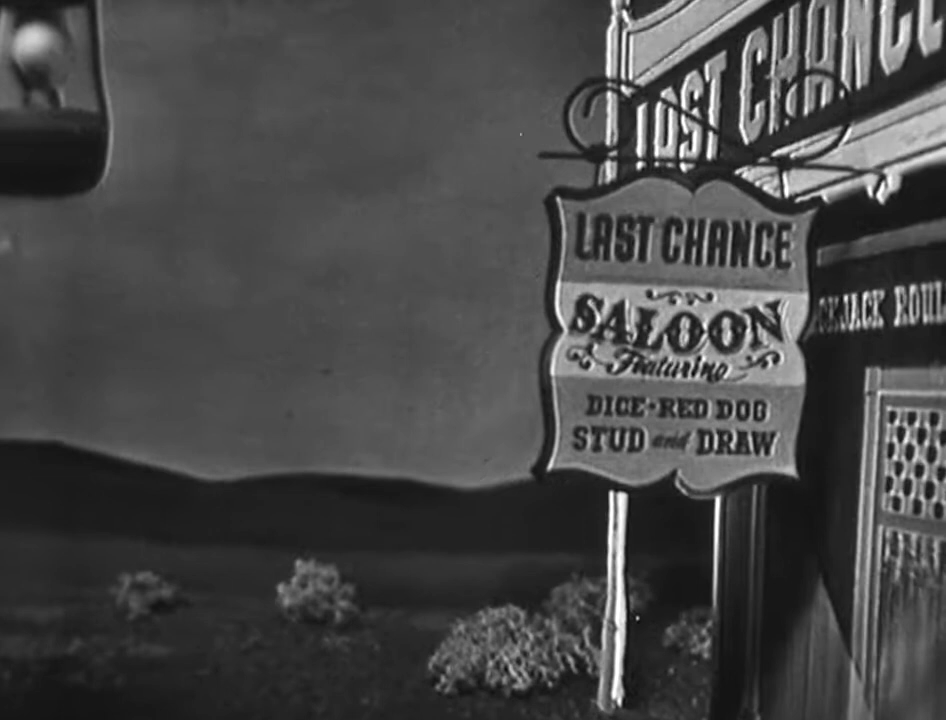 LAST CHANCE
LAST CHANCE
SALOON
Featuring
DICE-RED DOG
STUD and DRAW